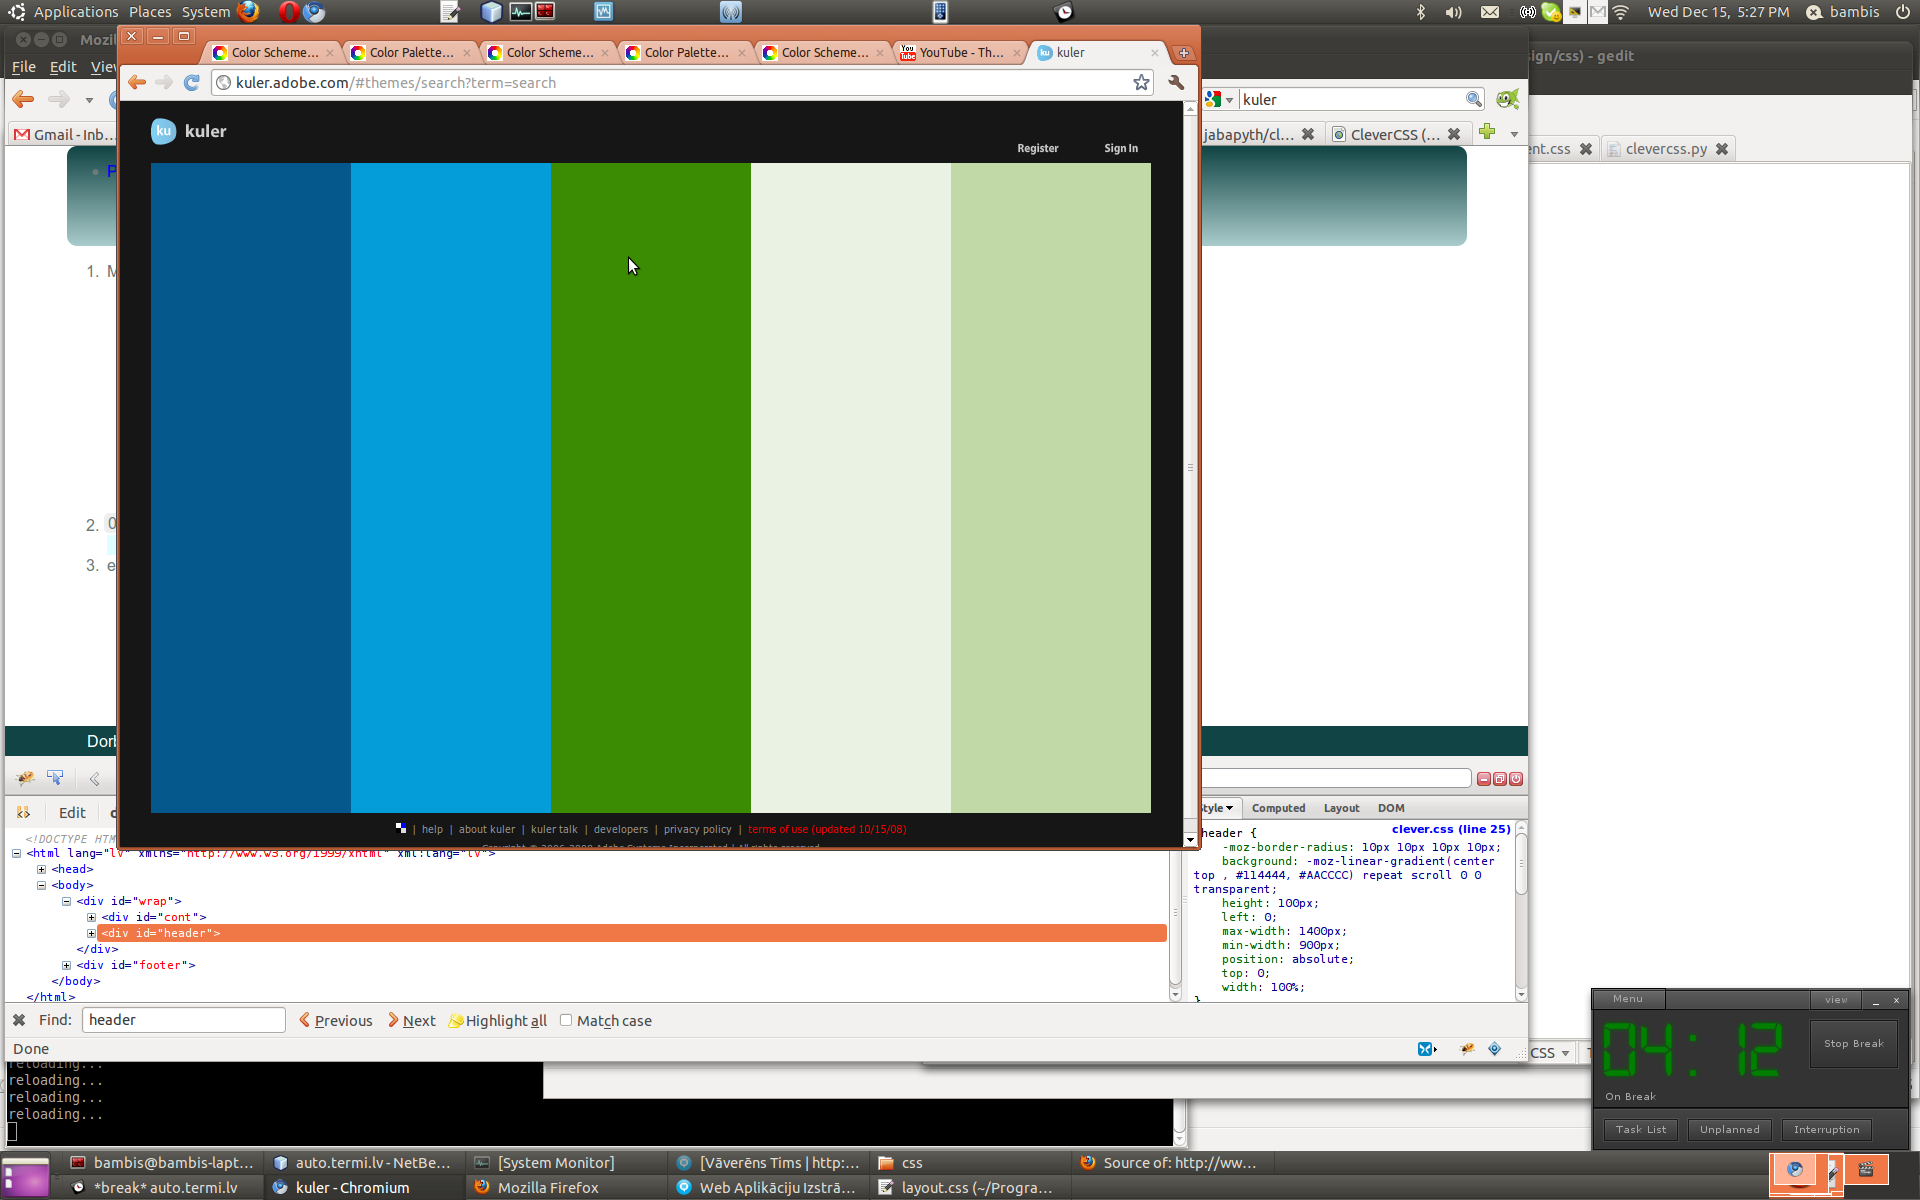 Applications Places System
Wed Dec 15, 5:27 PM bambis
File Edit
sign/css) - gedit
Color Scheme... Color Palette... Color Scheme... Color Palette... Color Scheme... YouTube - Th... kuler
kuler.adobe.com/#themes/search?term=search
kuler
Gmail - Inb...
jabapyth/cl... CleverCSS (...
ent.css clevercss.py
ku kuler
Register Sign In
1. M
2. 0
3. e
help | about kuler | kuler talk | developers | privacy policy | terms of use (updated 10/15/08)
Edit
Style Computed Layout DOM
<!DOCTYPE HTM
<html lang="lv" xmlns="http://www.w3.org/1999/xhtml" xml:lang="lv">
<head>
<body>
<div id="wrap">
<div id="cont">
<div id="header">
</div>
<div id="footer">
</body>
</html>
header {
clever.css (line 25)
-moz-border-radius: 10px 10px 10px 10px;
background: -moz-linear-gradient(center
top , #114444, #AACCCC) repeat scroll 0 0
transparent;
height: 100px;
left: 0;
max-width: 1400px;
min-width: 900px;
position: absolute;
top: 0;
width: 100%;
}
Find: header Previous Next Highlight all Match case
Done
CSS
reloading...
reloading...
reloading...
reloading...
Menu view
04:12
Stop Break
On Break
Task List Unplanned Interruption
bambis@bambis-lapt... auto.termi.lv - NetBe... [System Monitor] [Vāverēns Tims | http:... css Source of: http://ww...
*break* auto.termi.lv kuler - Chromium Mozilla Firefox Web Aplikāciju Izstrā... layout.css (~/Progra...